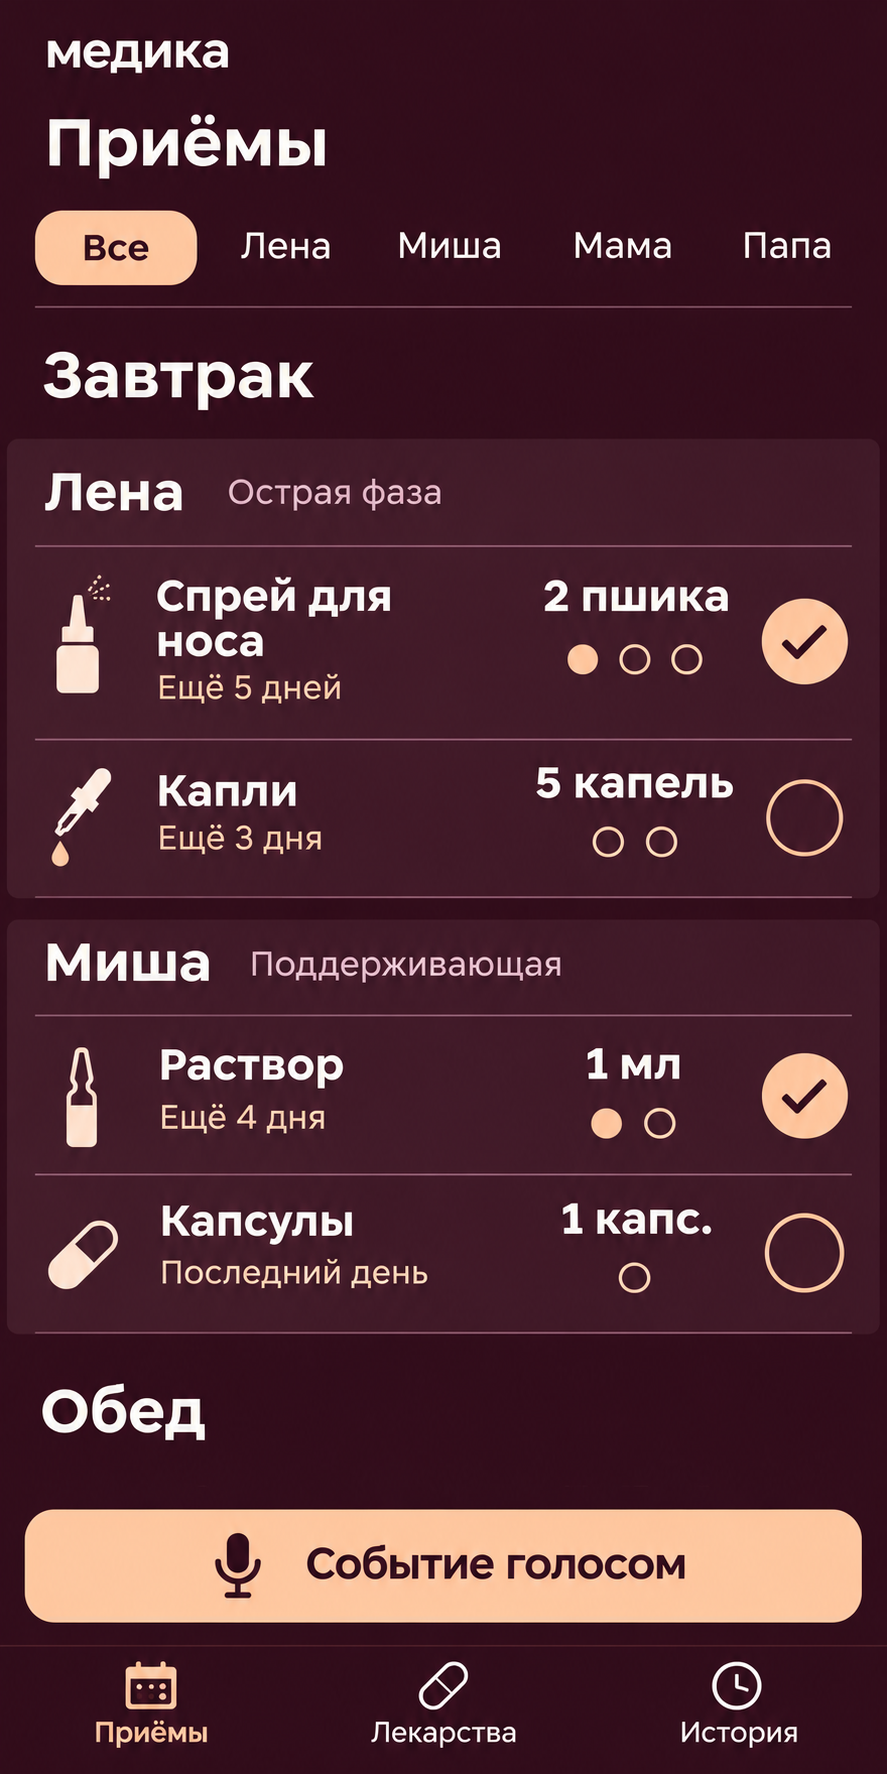 медика
Приёмы
Все Лена Миша Мама Папа
Завтрак
Лена Острая фаза
Спрей для
носа
2 пшика
Ещё 5 дней
Капли
5 капель
Ещё 3 дня
Миша Поддерживающая
Раствор
1 мл
Ещё 4 дня
Капсулы
1 капс.
Последний день
Обед
Событие голосом
Приёмы Лекарства История